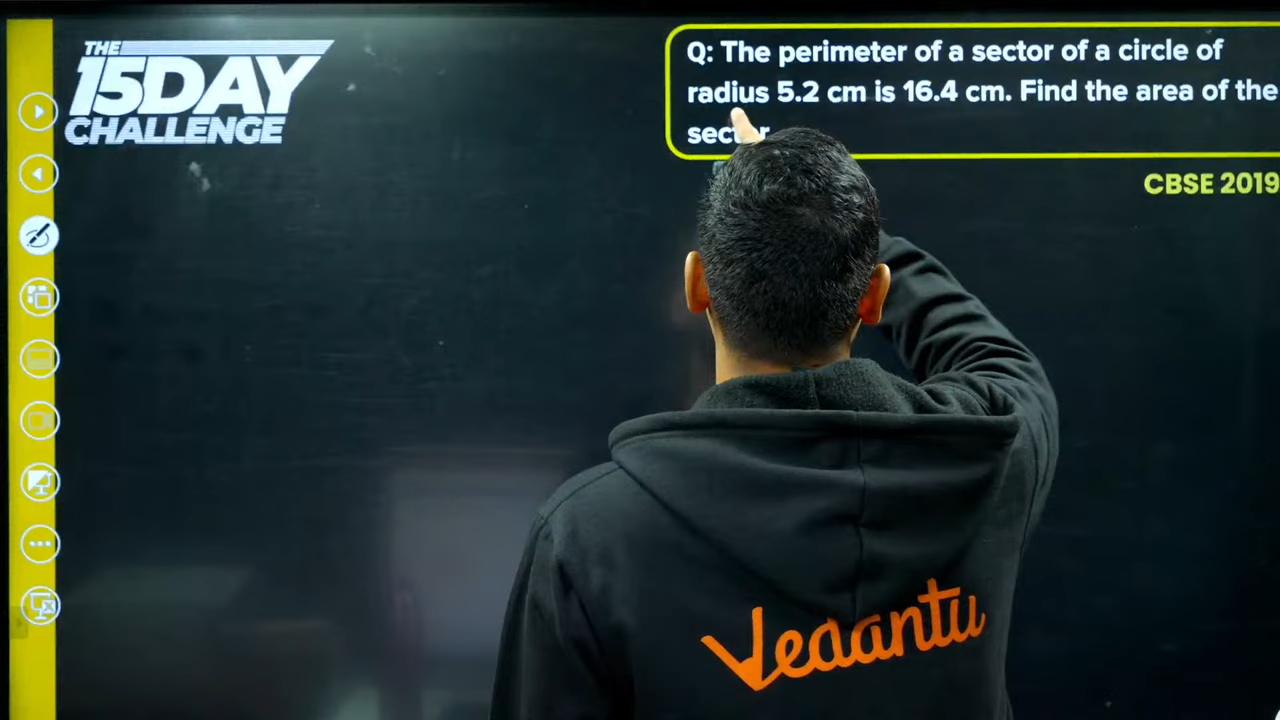 THE
15DAY
CHALLENGE
Q: The perimeter of a sector of a circle of
radius 5.2 cm is 16.4 cm. Find the area of the
sector
CBSE 2019
Vedantu